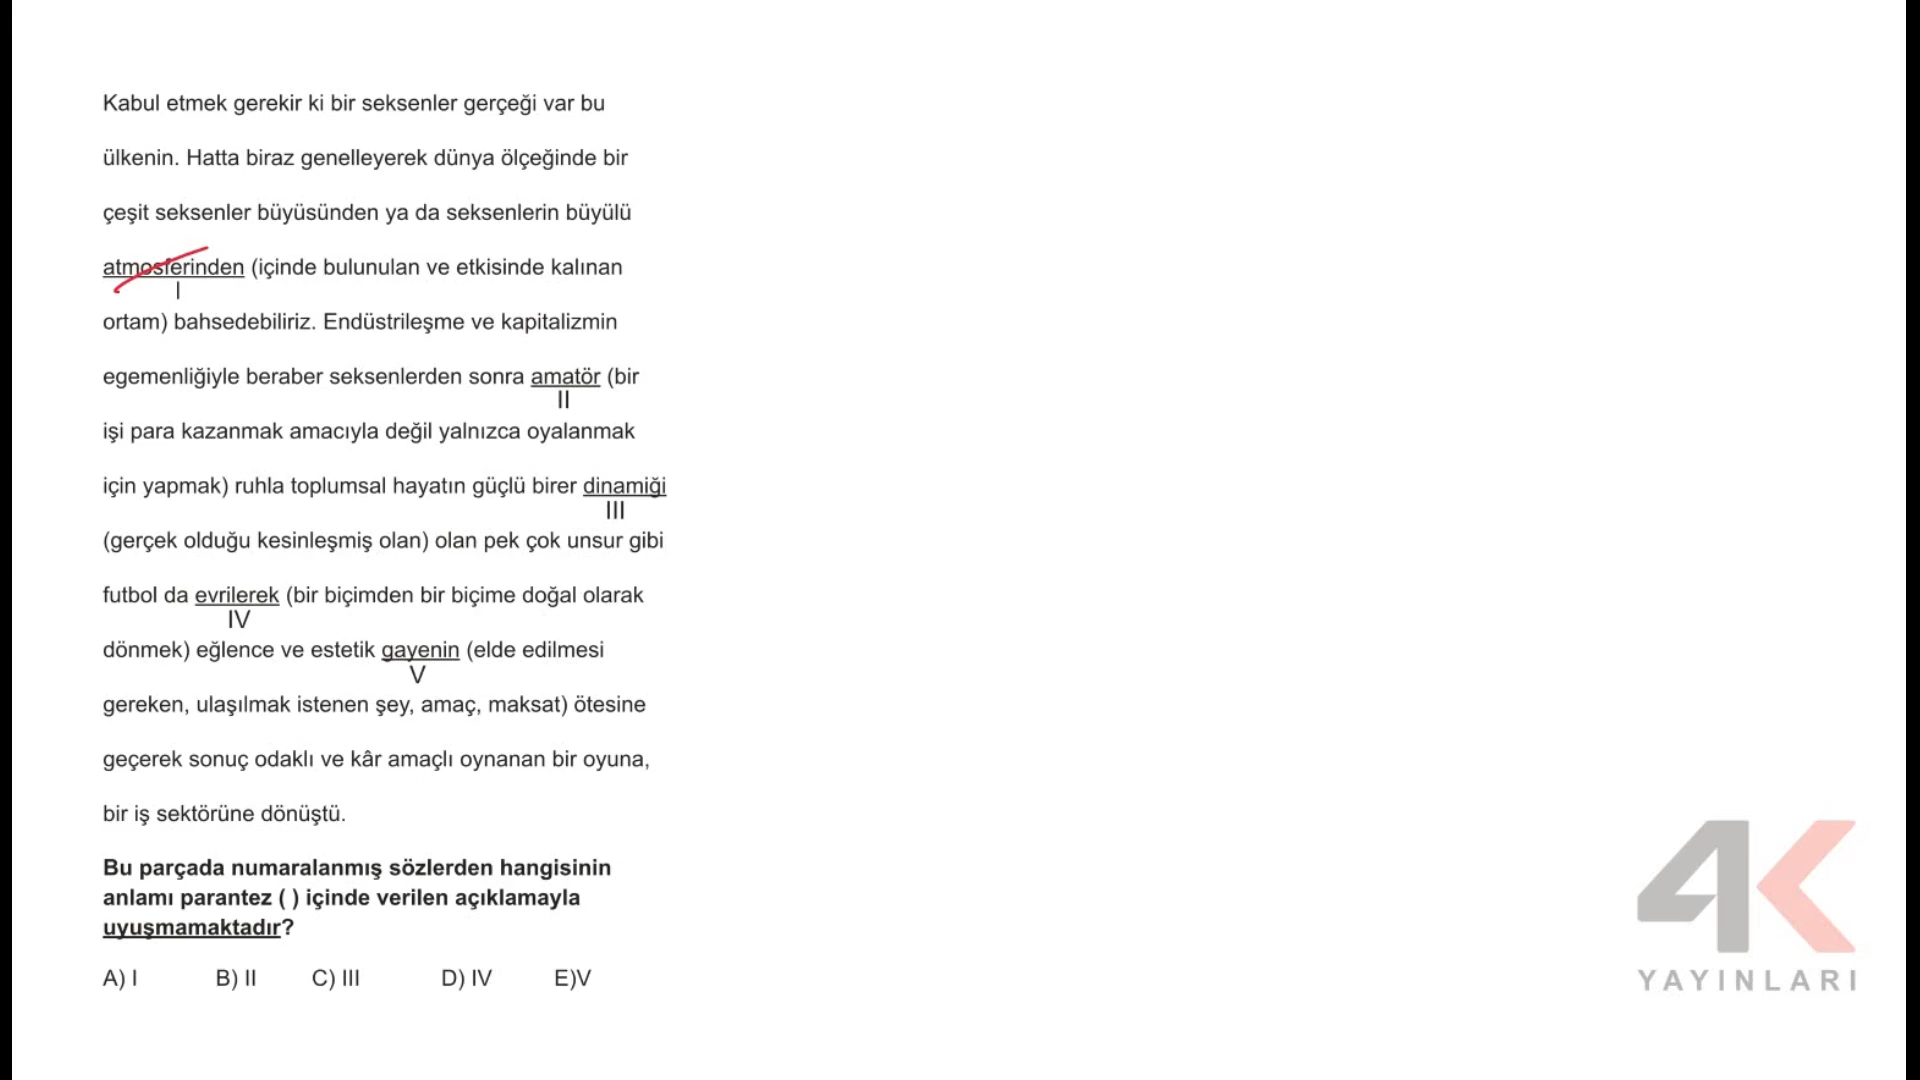 Kabul etmek gerekir ki bir seksenler gerçeği var bu
ülkenin. Hatta biraz genelleyerek dünya ölçeğinde bir
çeşit seksenler büyüsünden ya da seksenlerin büyülü
atmosferinden (içinde bulunulan ve etkisinde kalınan
I
ortam) bahsedebiliriz. Endüstrileşme ve kapitalizmin
egemenliğiyle beraber seksenlerden sonra amatör (bir
II
işi para kazanmak amacıyla değil yalnızca oyalanmak
için yapmak) ruhla toplumsal hayatın güçlü birer dinamiği
III
(gerçek olduğu kesinleşmiş olan) olan pek çok unsur gibi
futbol da evrilerek (bir biçimden bir biçime doğal olarak
IV
dönmek) eğlence ve estetik gayenin (elde edilmesi
V
gereken, ulaşılmak istenen şey, amaç, maksat) ötesine
geçerek sonuç odaklı ve kâr amaçlı oynanan bir oyuna,
bir iş sektörüne dönüştü.
Bu parçada numaralanmış sözlerden hangisinin
anlamı parantez ( ) içinde verilen açıklamayla
uyuşmamaktadır?
A) I B) II C) III D) IV E)V
4K
YAYINLARI